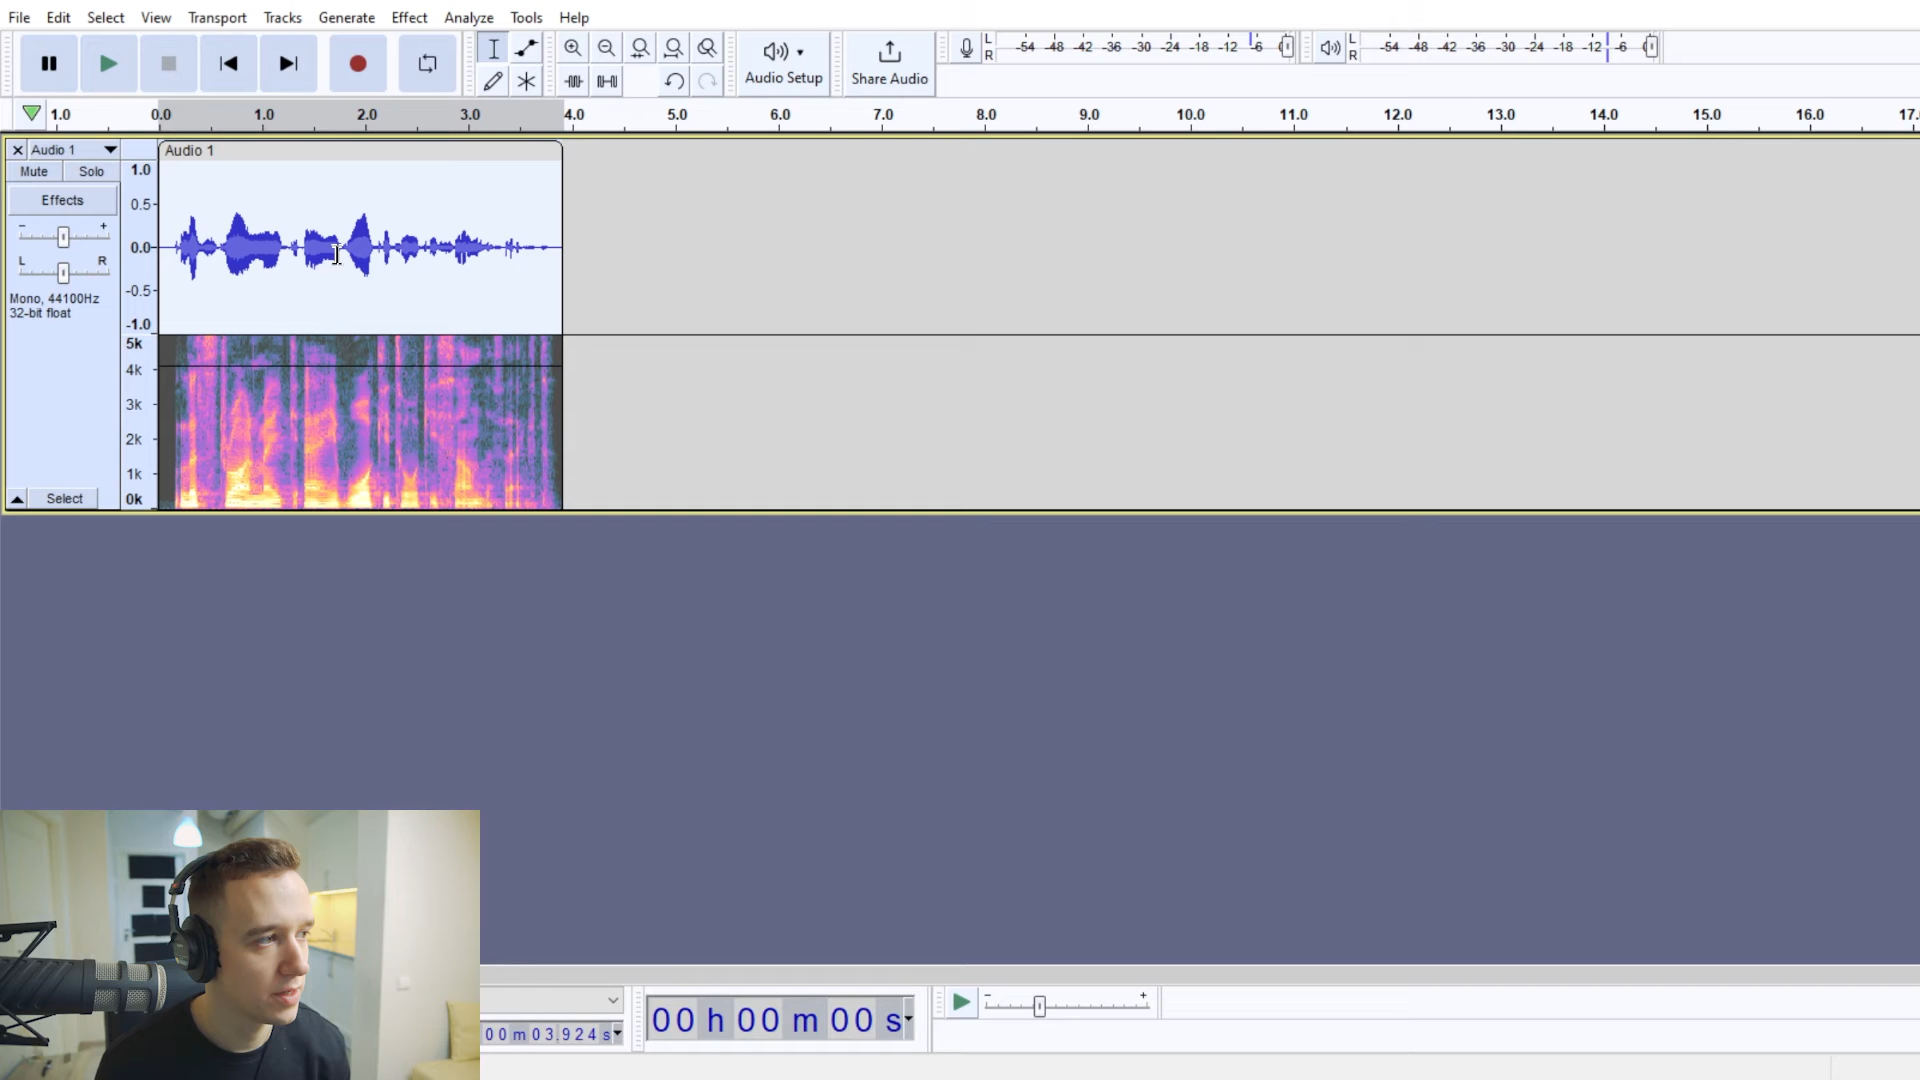 File Edit Select View Transport Tracks Generate Effect Analyze Tools Help
Audio Setup
Share Audio
L
R
-54 -48 -42 -36 -30 -24 -18 -12 -6 0
L
R
-54 -48 -42 -36 -30 -24 -18 -12 -6 0
1.0 0.0 1.0 2.0 3.0 4.0 5.0 6.0 7.0 8.0 9.0 10.0 11.0 12.0 13.0 14.0 15.0 16.0 17.
Audio 1
Mute Solo
Effects
- +
L R
Mono, 44100Hz
32-bit float
Select
1.0
0.5
0.0
-0.5
-1.0
5k
4k
3k
2k
1k
0k
Audio 1
00 m 03.924 s
00 h 00 m 00 s
- +